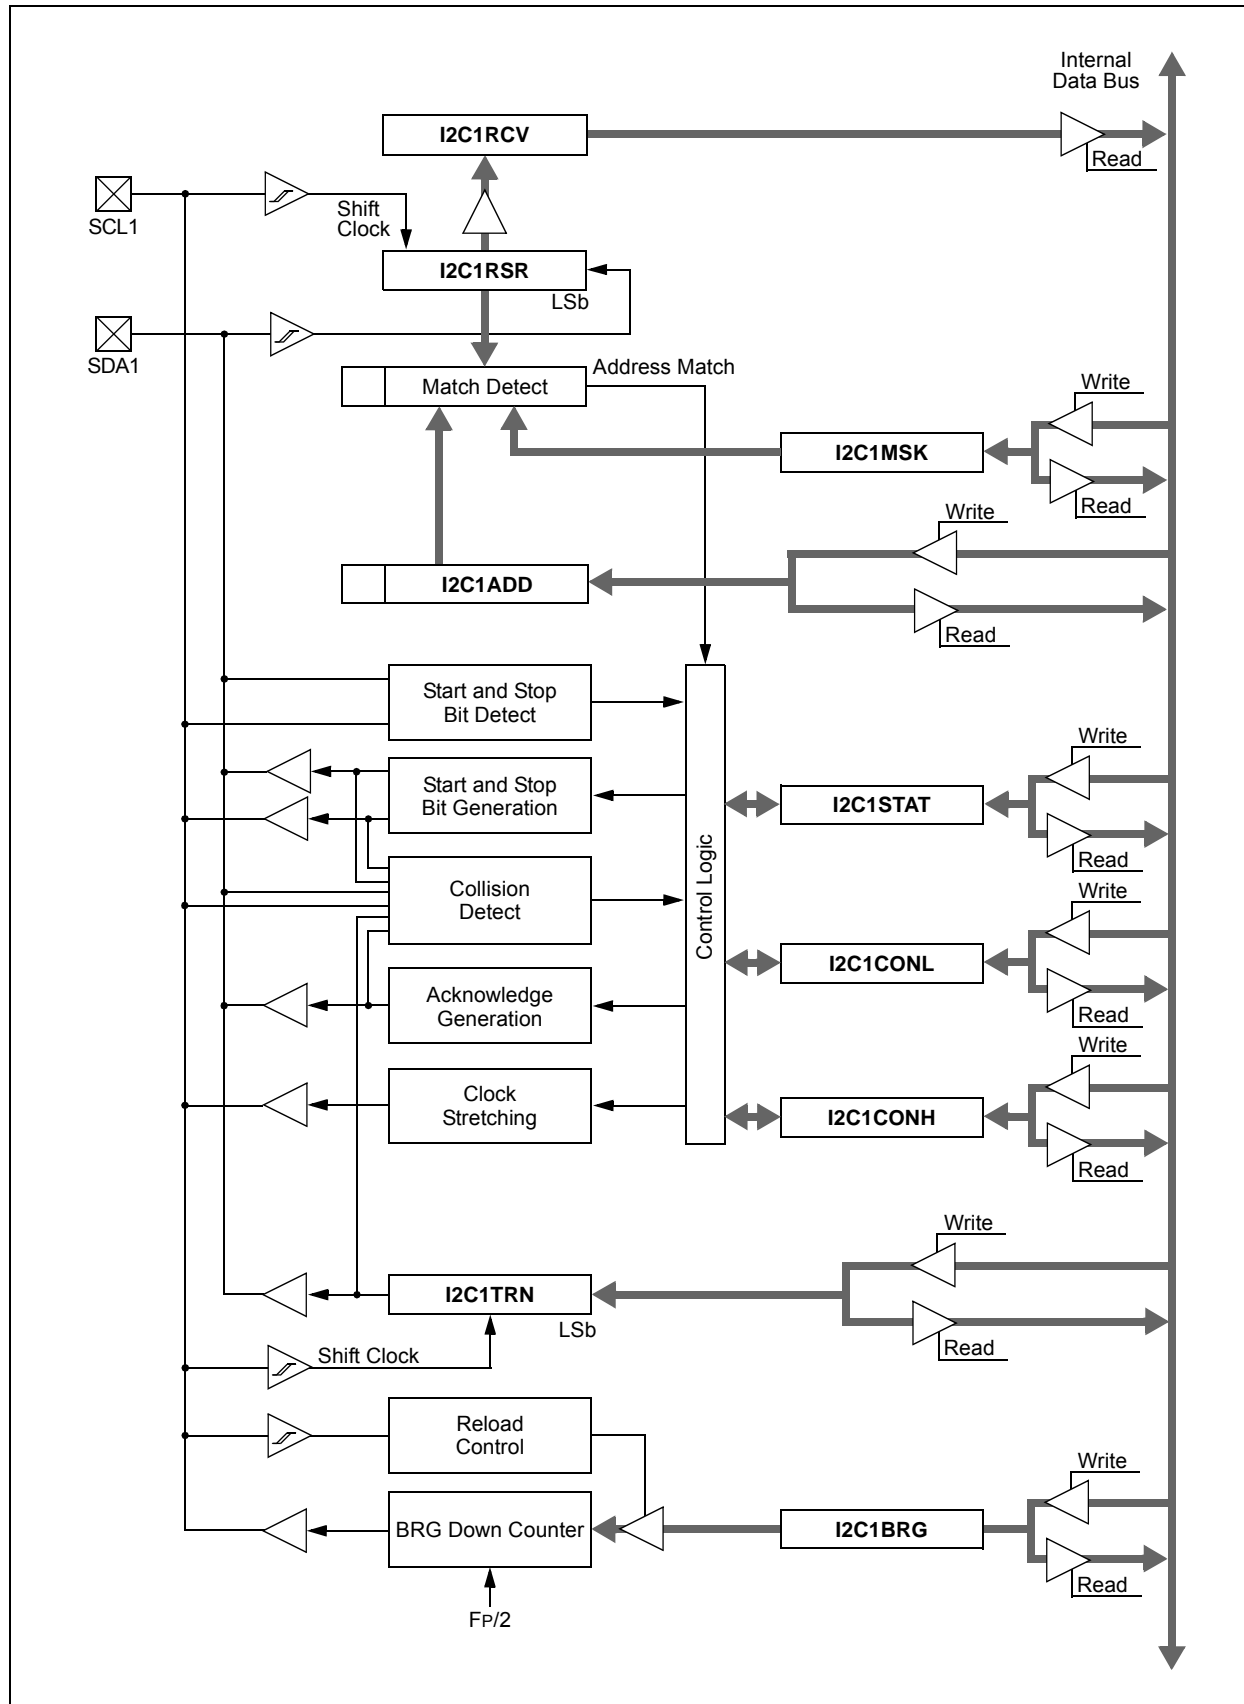 Internal
Data Bus
I2C1RCV
Read
SCL1
Shift
Clock
I2C1RSR
LSb
SDA1
Address Match
Match Detect
Write
I2C1MSK
Read
Write
I2C1ADD
Read
Start and Stop
Bit Detect
Write
Start and Stop
Bit Generation
I2C1STAT
Read
Control Logic
Collision
Detect
Write
I2C1CONL
Read
Acknowledge
Generation
Write
Clock
Stretching
I2C1CONH
Read
Write
I2C1TRN
LSb
Read
Shift Clock
Reload
Control
Write
BRG Down Counter
I2C1BRG
Read
FP/2